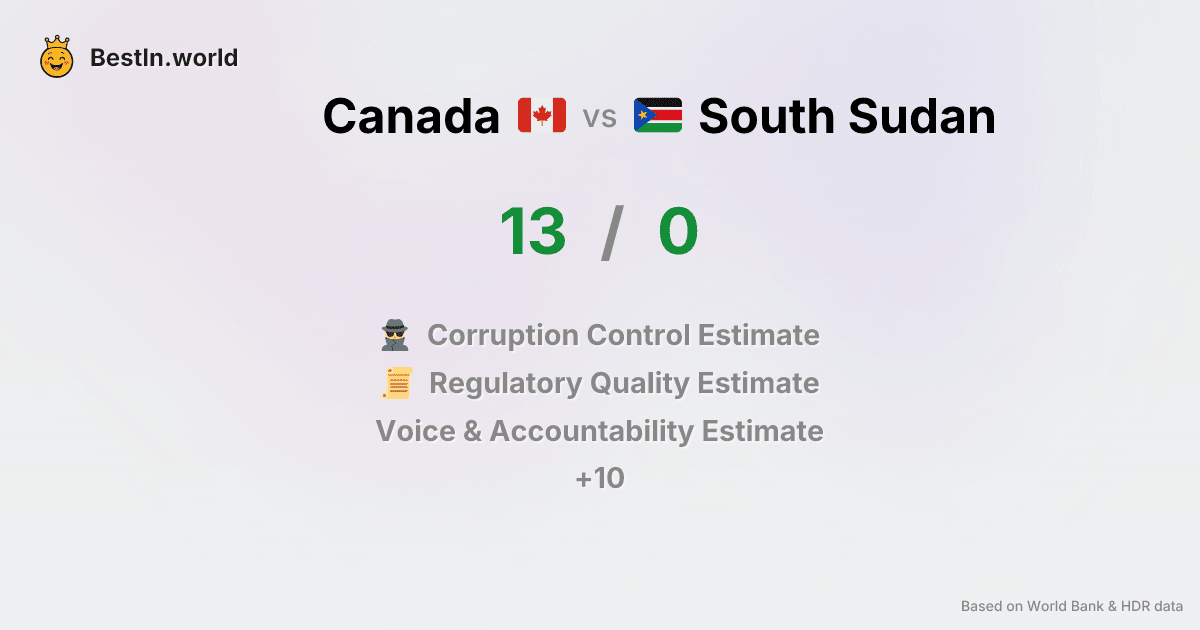 BestIn.world
Canada vs South Sudan
13 / 0
Corruption Control Estimate
Regulatory Quality Estimate
Voice & Accountability Estimate
+10
Based on World Bank & HDR data